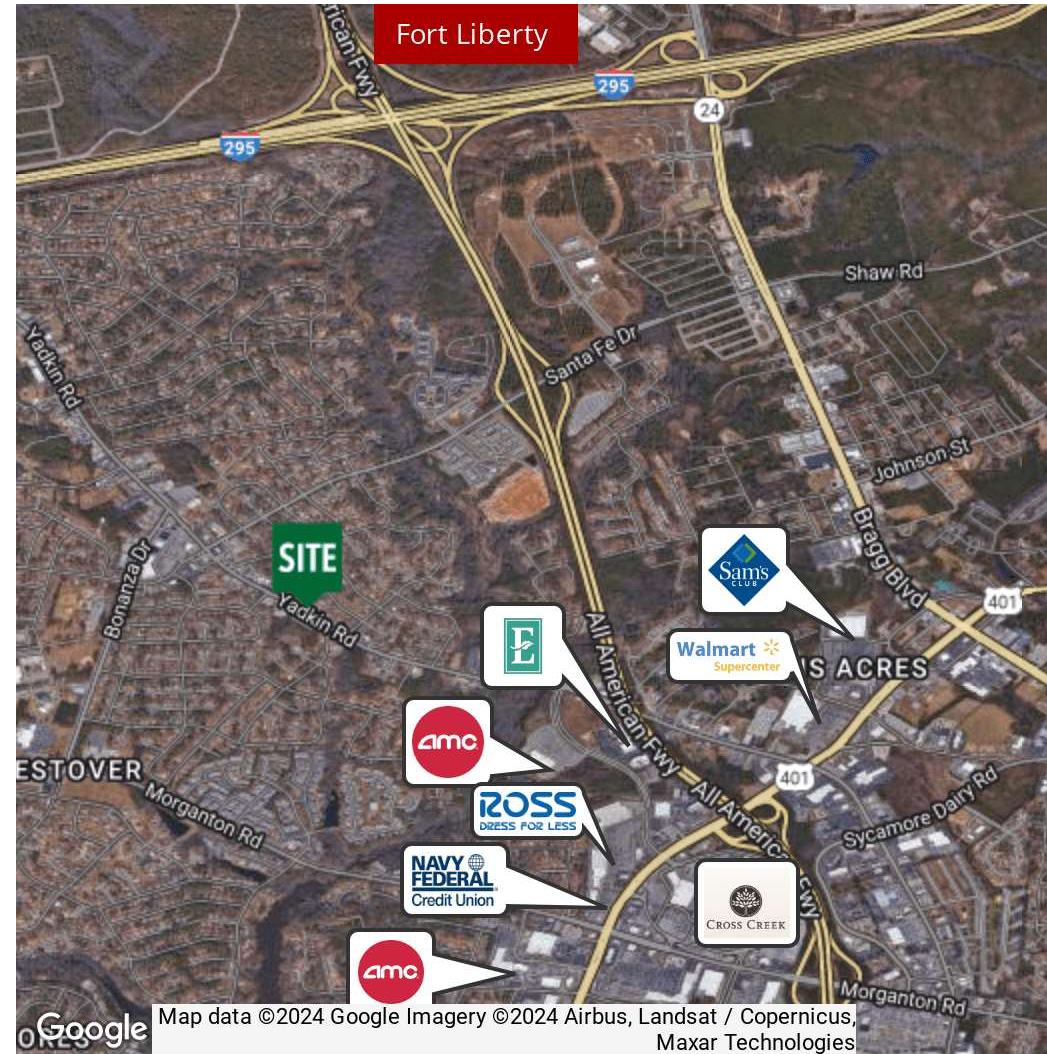 rican Fwy
Fort Liberty
295
24
295
Shaw Rd
Yadkin Rd
Santa Fe Dr
Johnson St
Bragg Blvd
SITE
Yadkin Rd
Bonanza Dr
Sam's
CLUB
401
E
All American Fwy
Walmart
Supercenter
S ACRES
amc
ESTOVER
401
Morganton Rd
ROSS
DRESS FOR LESS
All America
Fwy
Sycamore Dairy Rd
NAVY
FEDERAL
Credit Union
CROSS CREEK
amc
Morganton Rd
Google
Map data ©2024 Google Imagery ©2024 Airbus, Landsat / Copernicus,
Maxar Technologies